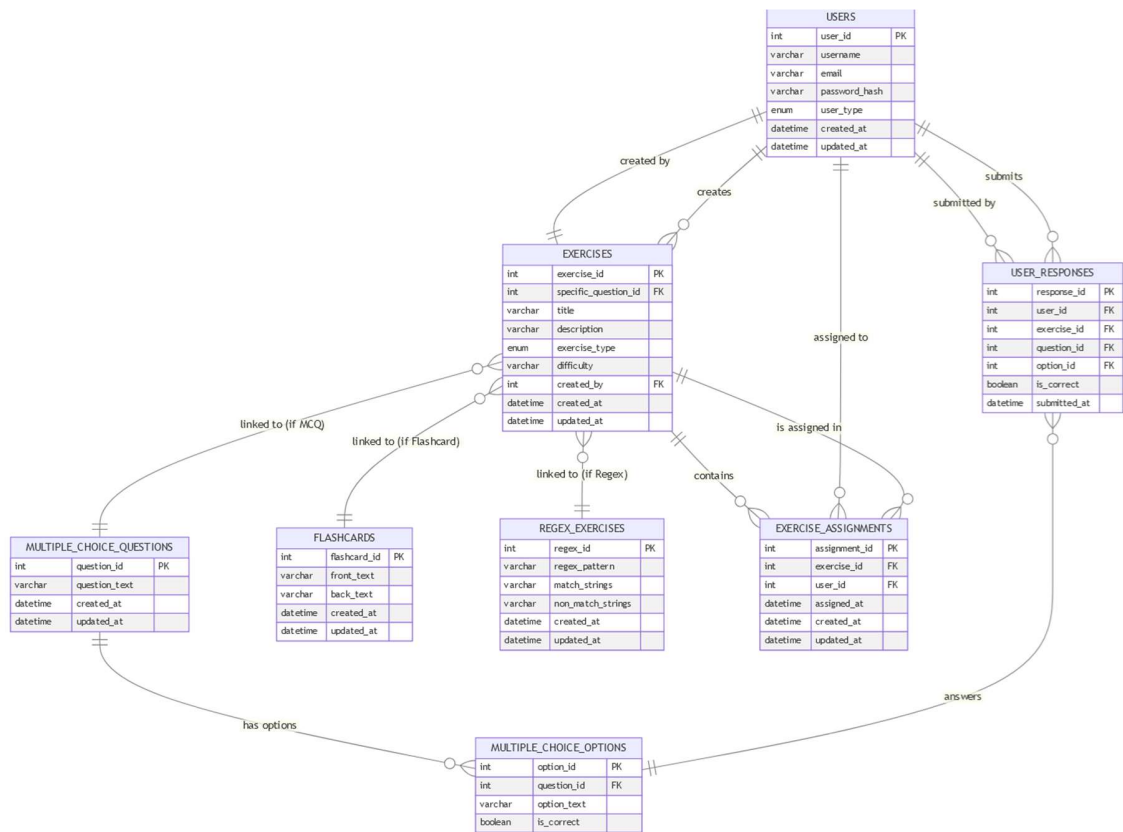 USERS
int user_id PK
varchar username
varchar email
varchar password_hash
enum user_type
datetime created_at
datetime updated_at
created by
creates
submits
submitted by
EXERCISES
int exercise_id PK
int specific_question_id FK
varchar title
varchar description
enum exercise_type
varchar difficulty
int created_by FK
datetime created_at
datetime updated_at
USER_RESPONSES
int response_id PK
int user_id FK
int exercise_id FK
int question_id FK
int option_id FK
boolean is_correct
datetime submitted_at
assigned to
linked to (if MCQ)
linked to (if Flashcard)
linked to (if Regex)
is assigned in
contains
MULTIPLE_CHOICE_QUESTIONS
int question_id PK
varchar question_text
datetime created_at
datetime updated_at
FLASHCARDS
int flashcard_id PK
varchar front_text
varchar back_text
datetime created_at
datetime updated_at
REGEX_EXERCISES
int regex_id PK
varchar regex_pattern
varchar match_strings
varchar non_match_strings
datetime created_at
datetime updated_at
EXERCISE_ASSIGNMENTS
int assignment_id PK
int exercise_id FK
int user_id FK
datetime assigned_at
datetime created_at
datetime updated_at
has options
answers
MULTIPLE_CHOICE_OPTIONS
int option_id PK
int question_id FK
varchar option_text
boolean is_correct